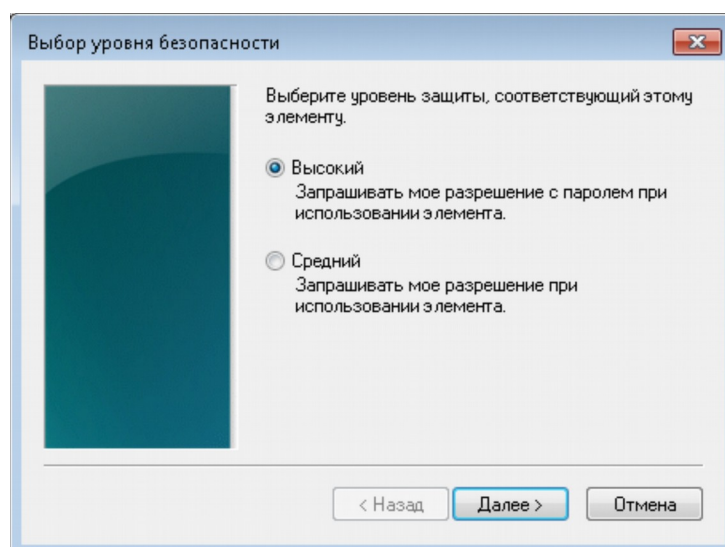 Выбор уровня безопасности
Выберите уровень защиты, соответствующий этому
элементу.
Высокий
Запрашивать мое разрешение с паролем при
использовании элемента.
Средний
Запрашивать мое разрешение при
использовании элемента.
< Назад Далее > Отмена